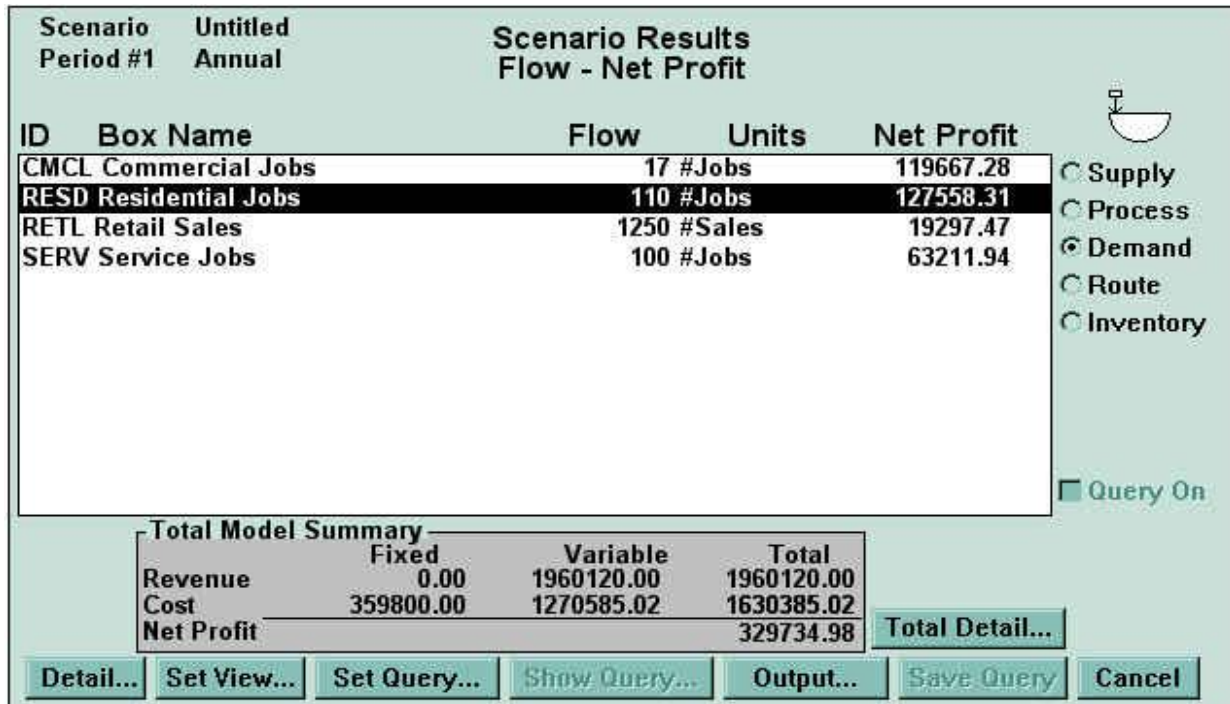 Scenario Untitled
Period #1 Annual
Scenario Results
Flow - Net Profit
ID Box Name Flow Units Net Profit
CMCL Commercial Jobs 17 #Jobs 119667.28
RESD Residential Jobs 110 #Jobs 127558.31
RETL Retail Sales 1250 #Sales 19297.47
SERV Service Jobs 100 #Jobs 63211.94
Supply
Process
Demand
Route
Inventory
Query On
Total Model Summary
Fixed Variable Total
Revenue 0.00 1960120.00 1960120.00
Cost 359800.00 1270585.02 1630385.02
Net Profit 329734.98
Total Detail...
Detail... Set View... Set Query... Show Query... Output... Save Query Cancel